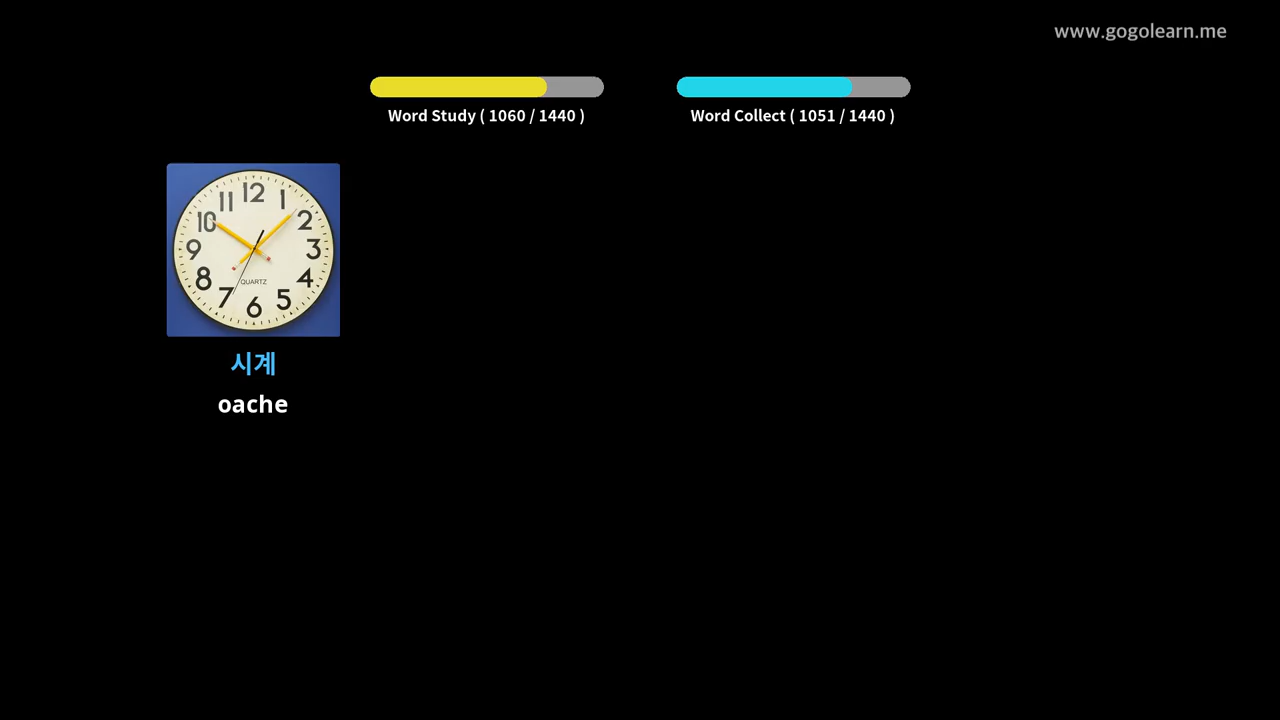 www.gogolearn.me
Word Study ( 1060 / 1440 )
Word Collect ( 1051 / 1440 )
12
1
2
3
4
5
6
7
8
9
10
11
QUARTZ
시계
oache